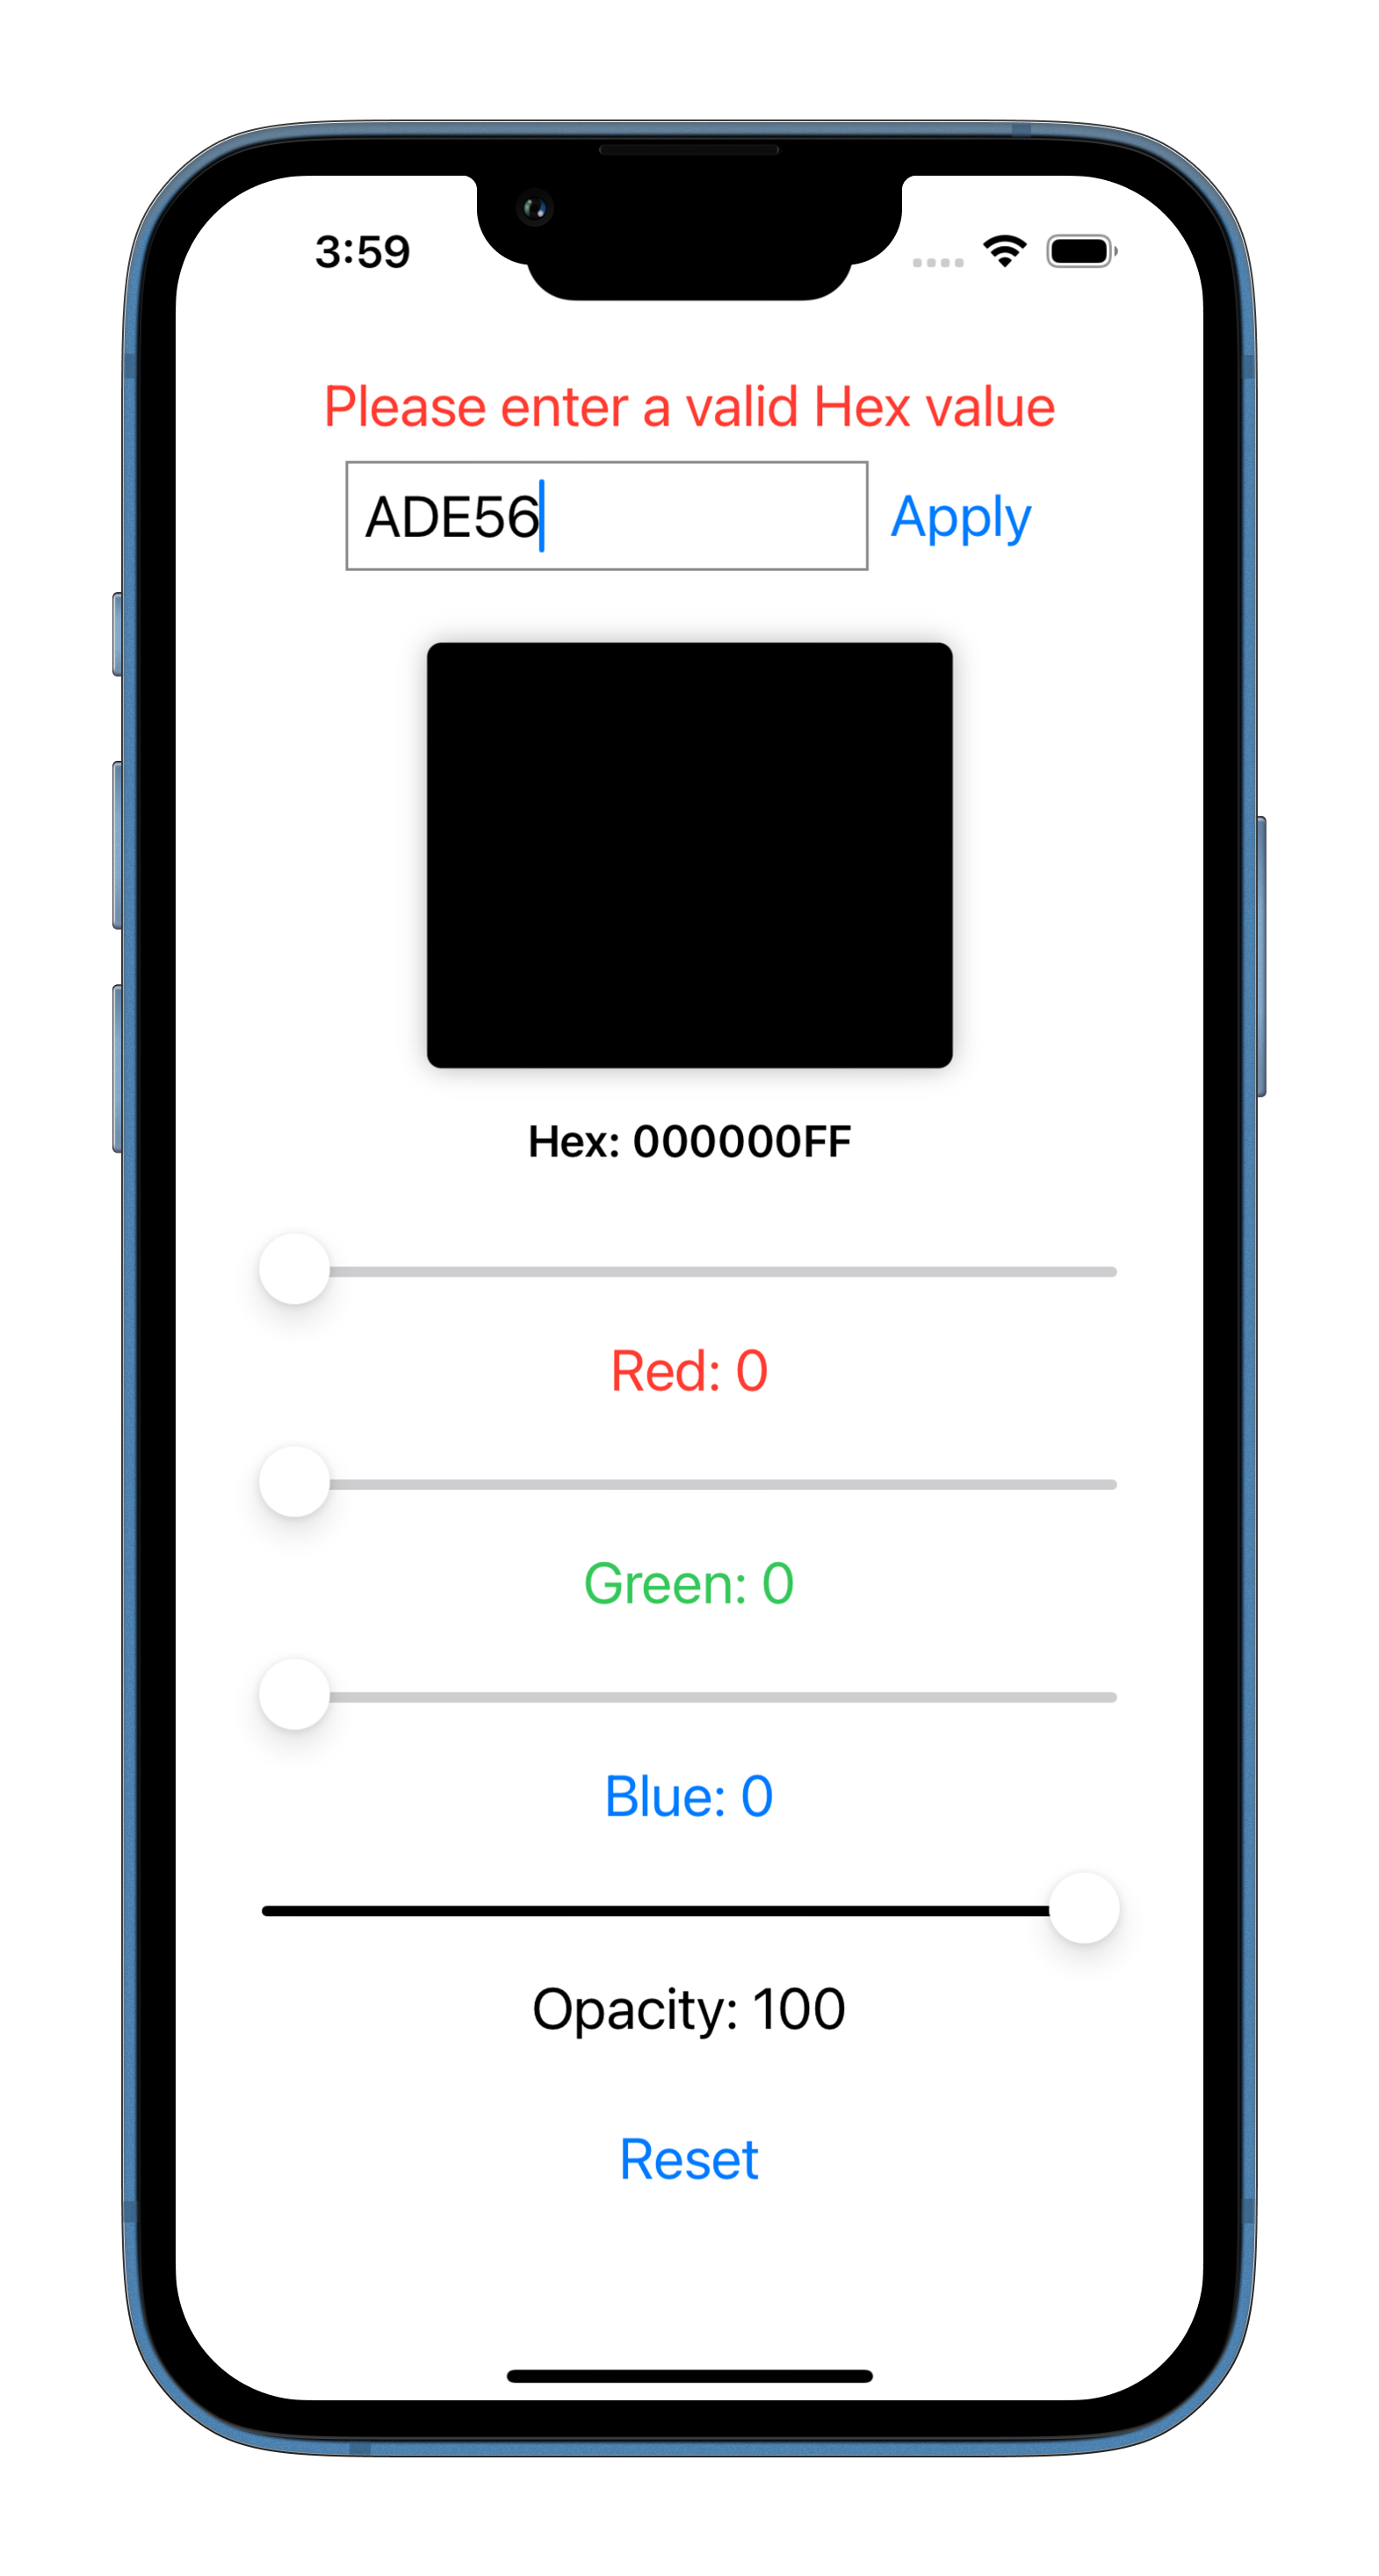 3:59
Please enter a valid Hex value
ADE56 Apply
Hex: 000000FF
Red: 0
Green: 0
Blue: 0
Opacity: 100
Reset